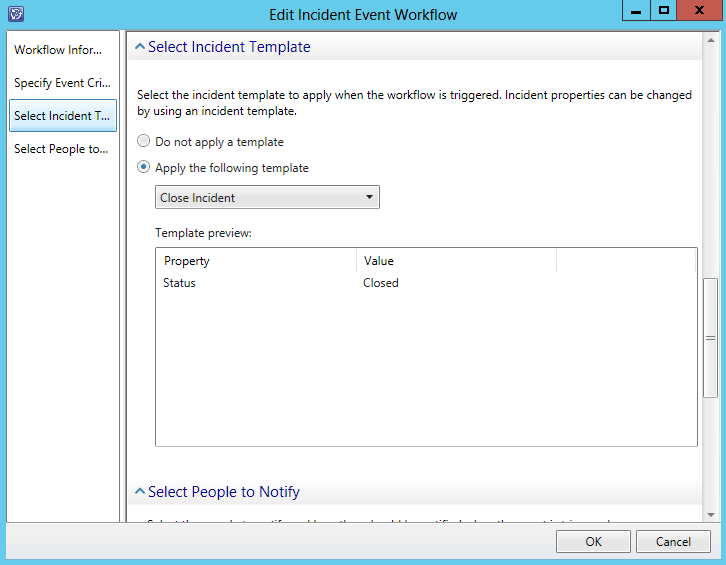 Edit Incident Event Workflow
Workflow Infor...
Specify Event Cri...
Select Incident T...
Select People to...
Select Incident Template
Select the incident template to apply when the workflow is triggered. Incident properties can be changed
by using an incident template.
Do not apply a template
Apply the following template
Close Incident
Template preview:
Property Value
Status Closed
Select People to Notify
OK Cancel